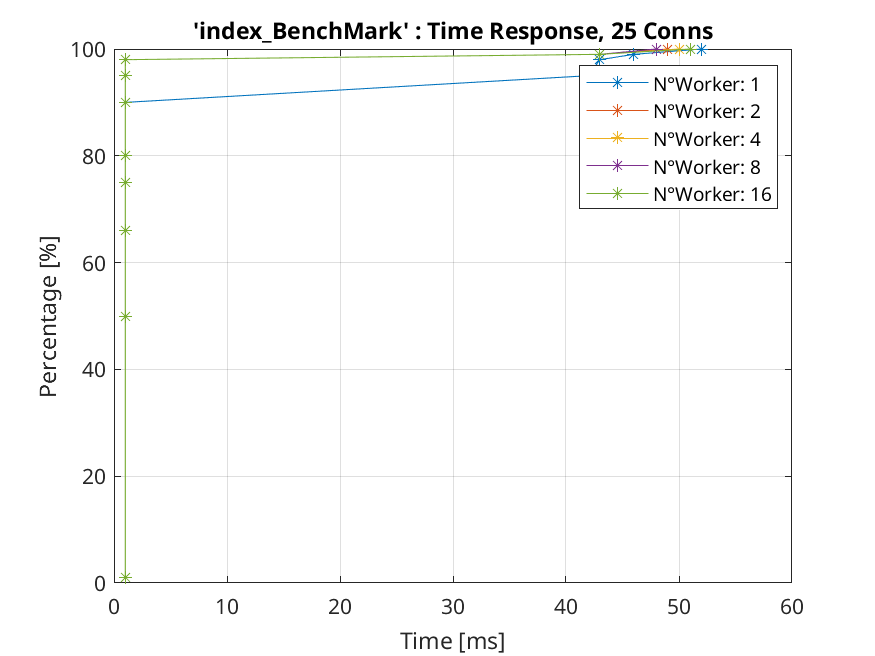 'index_BenchMark' : Time Response, 25 Conns
100
80
60
40
20
0
Percentage [%]
N°Worker: 1
N°Worker: 2
N°Worker: 4
N°Worker: 8
N°Worker: 16
0 10 20 30 40 50 60
Time [ms]